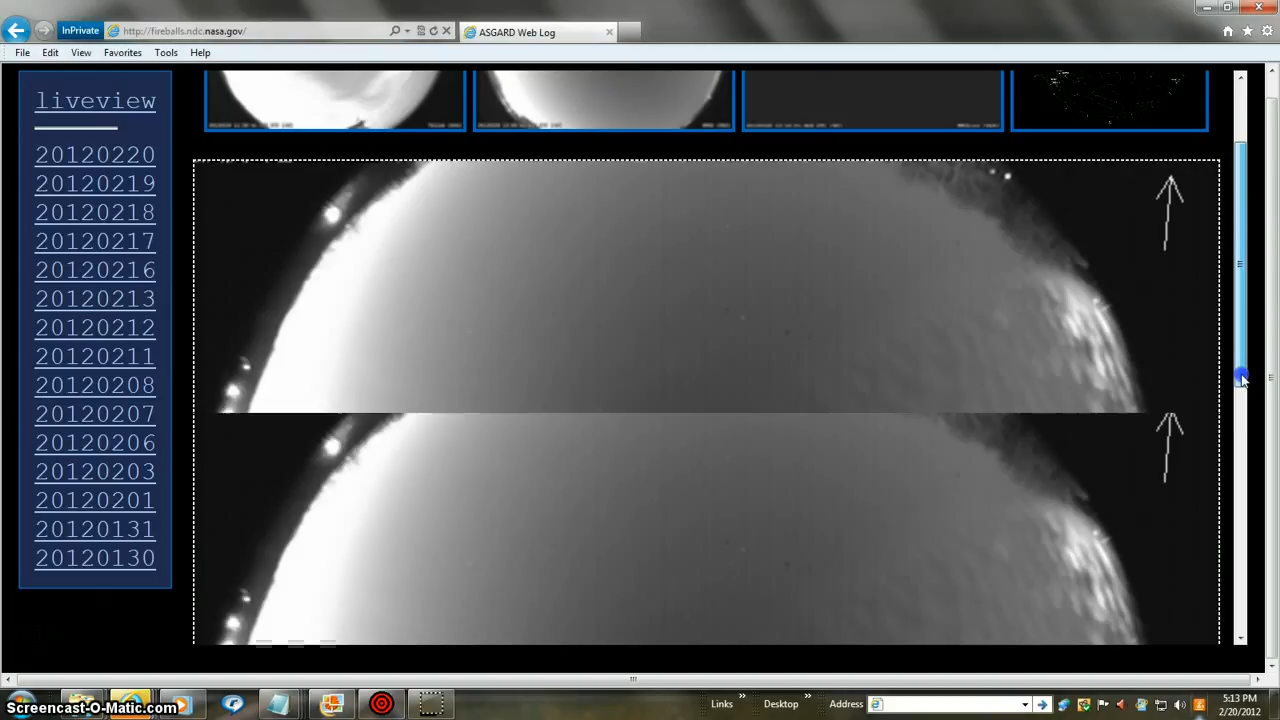 InPrivate
http://fireballs.ndc.nasa.gov/
ASGARD Web Log
File Edit View Favorites Tools Help
liveview
20120220
20120219
20120218
20120217
20120216
20120213
20120212
20120211
20120208
20120207
20120206
20120203
20120201
20120131
20120130
Links » Desktop » Address
5:13 PM
2/20/2012
Screencast-O-Matic.com